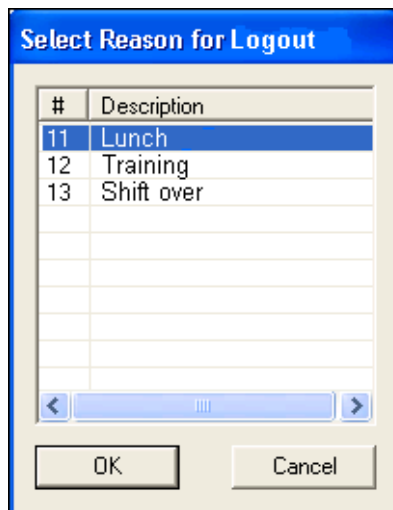 Select Reason for Logout
# Description
11 Lunch
12 Training
13 Shift over
OK Cancel